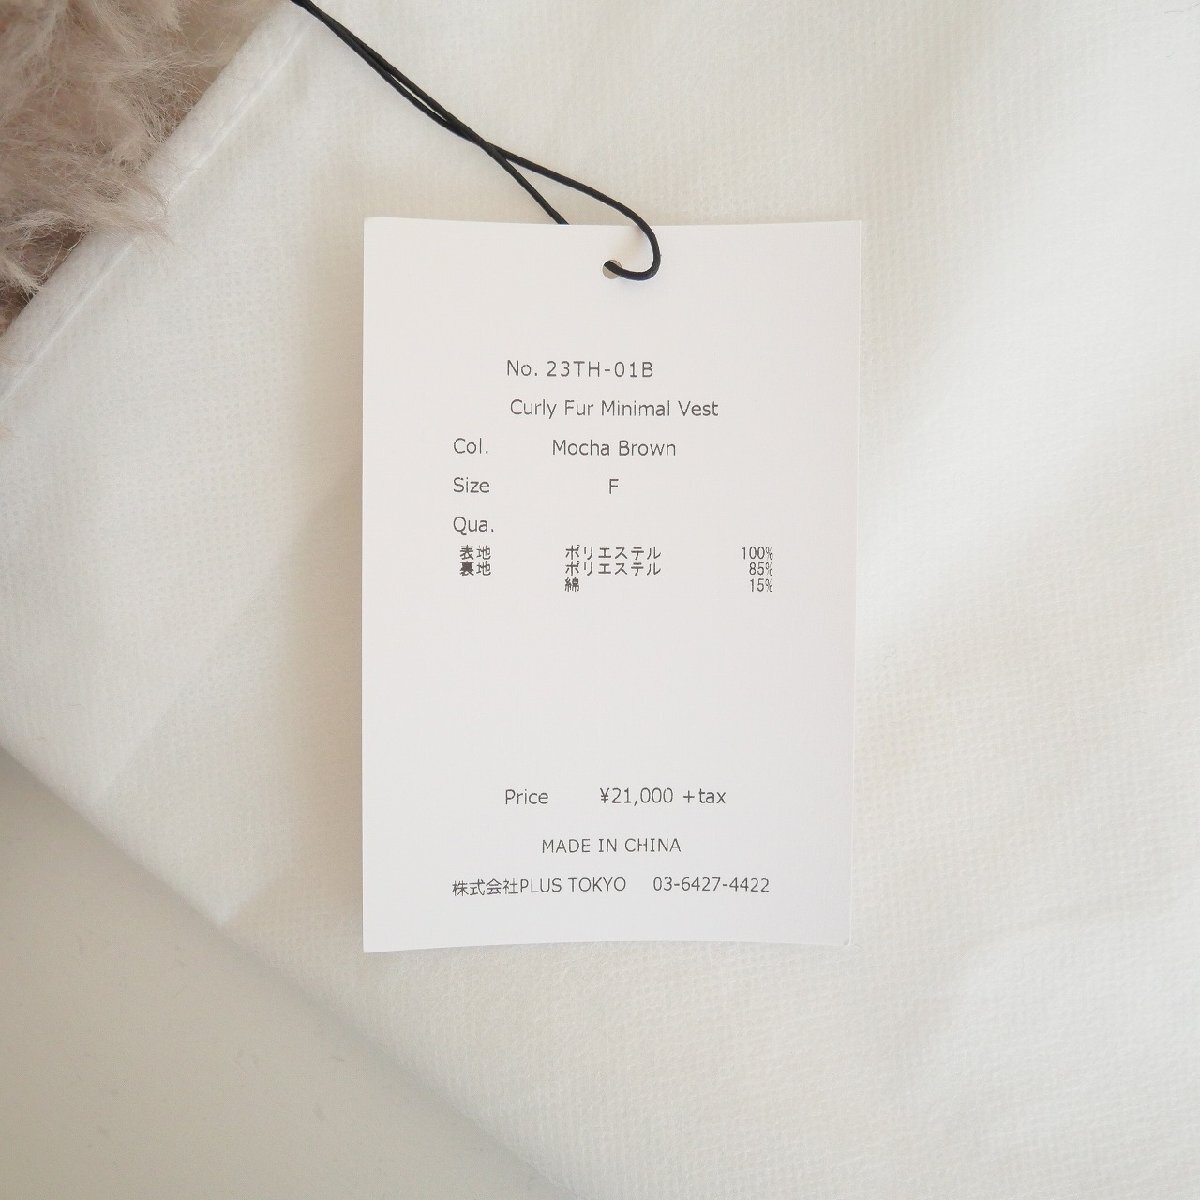 No. 23TH-01B
Curly Fur Minimal Vest
Col. Mocha Brown
Size F
Qua.
表地 ポリエステル 100%
裏地 ポリエステル 85%
綿 15%
Price ¥21,000 +tax
MADE IN CHINA
株式会社PLUS TOKYO 03-6427-4422